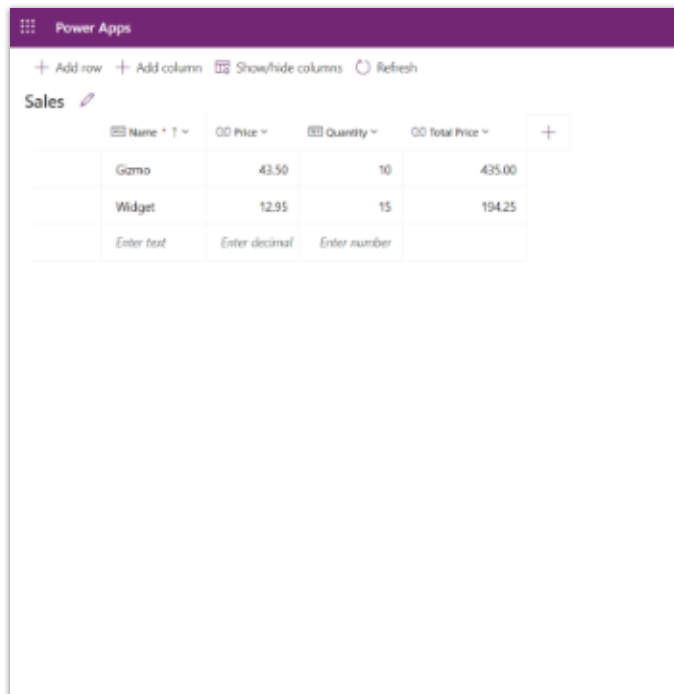 Power Apps
Add row Add column Show/hide columns Refresh
Sales
Name * ↑ Price Quantity Total Price
Gizmo 43.50 10 435.00
Widget 12.95 15 194.25
Enter text Enter decimal Enter number